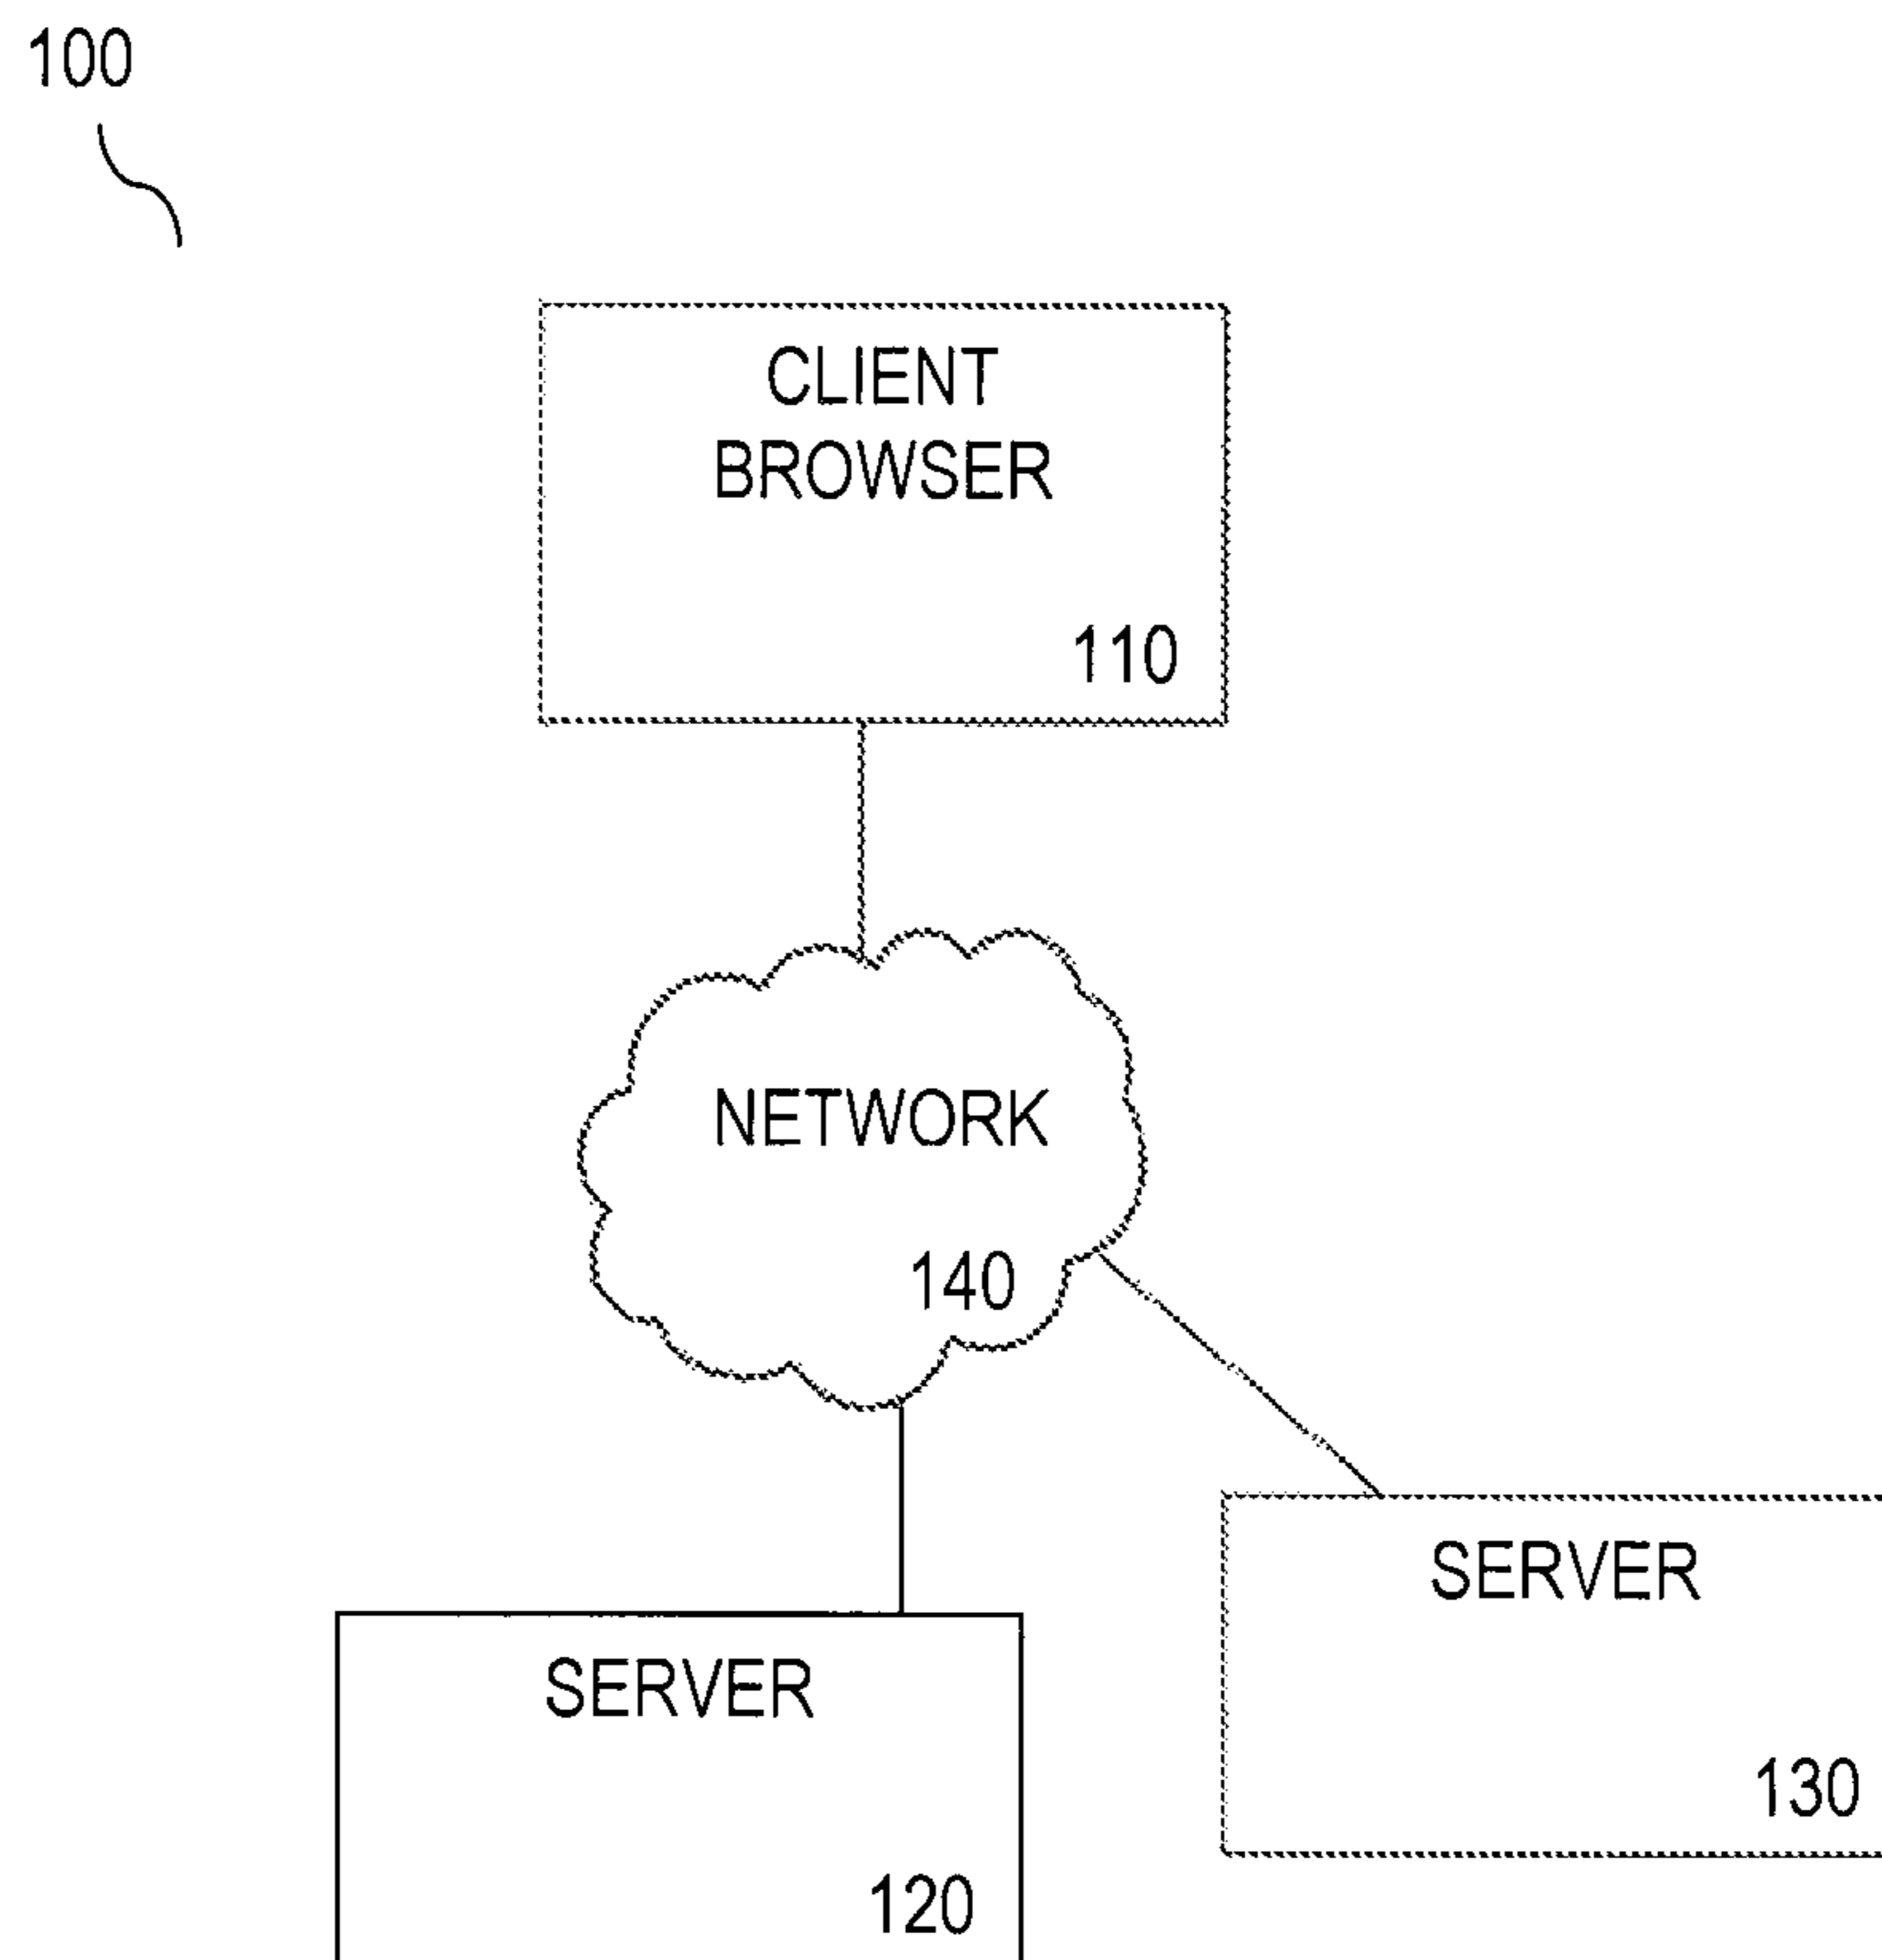 100
CLIENT
BROWSER
110
NETWORK
140
SERVER
130
SERVER
120